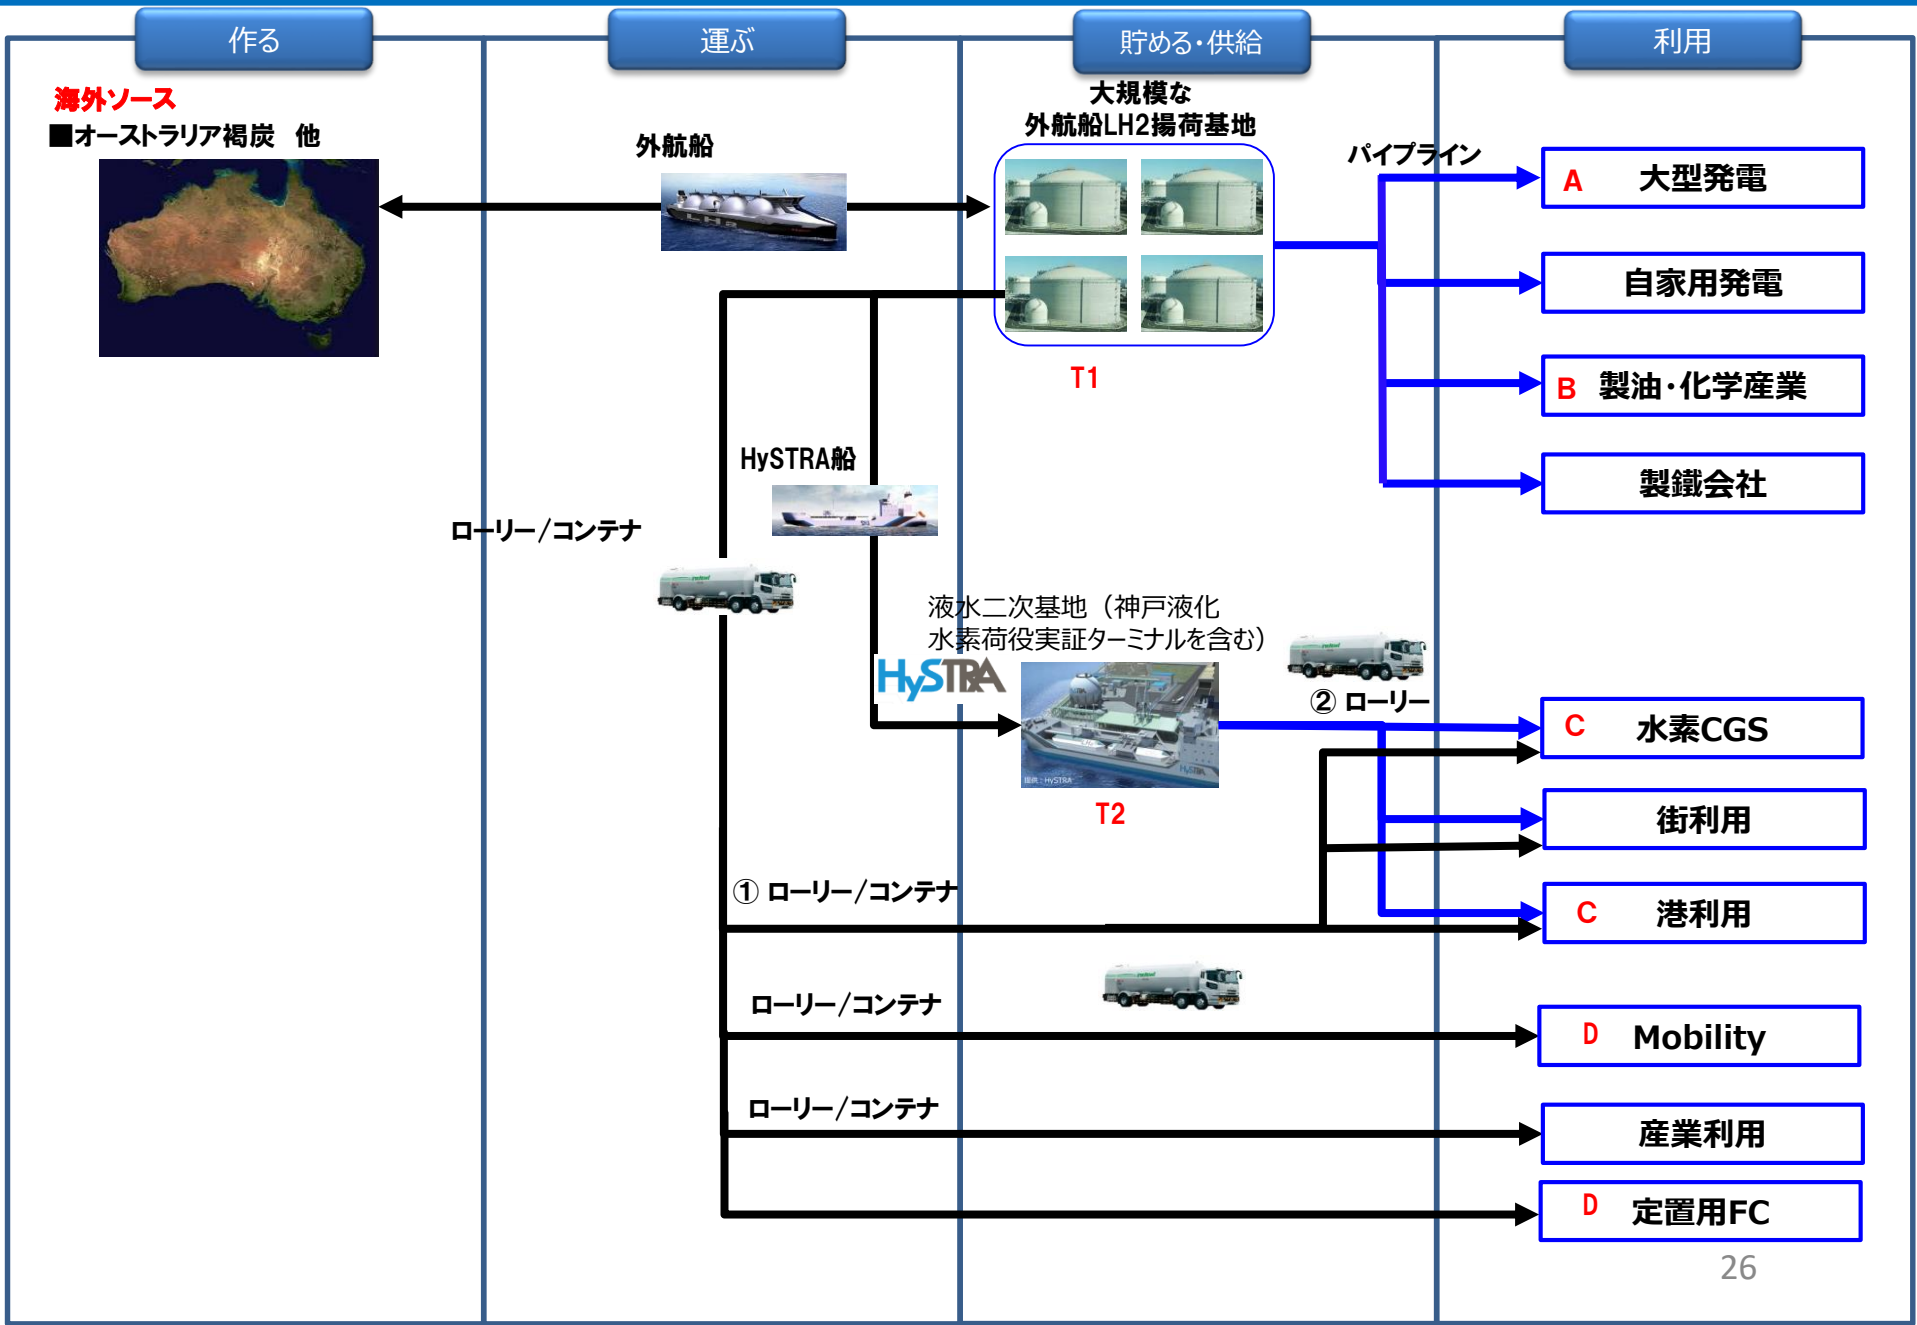 作る
運ぶ
貯める・供給
利用
海外ソース
■オーストラリア褐炭 他
外航船
大規模な
外航船LH2揚荷基地
パイプライン
A 大型発電
自家用発電
T1
B 製油・化学産業
HySTRA船
製鐵会社
ローリー/コンテナ
液水二次基地（神戸液化
水素荷役実証ターミナルを含む）
HySTRA
② ローリー
C 水素CGS
提供：HySTRA
T2
街利用
① ローリー/コンテナ
C 港利用
ローリー/コンテナ
D Mobility
ローリー/コンテナ
産業利用
D 定置用FC
26